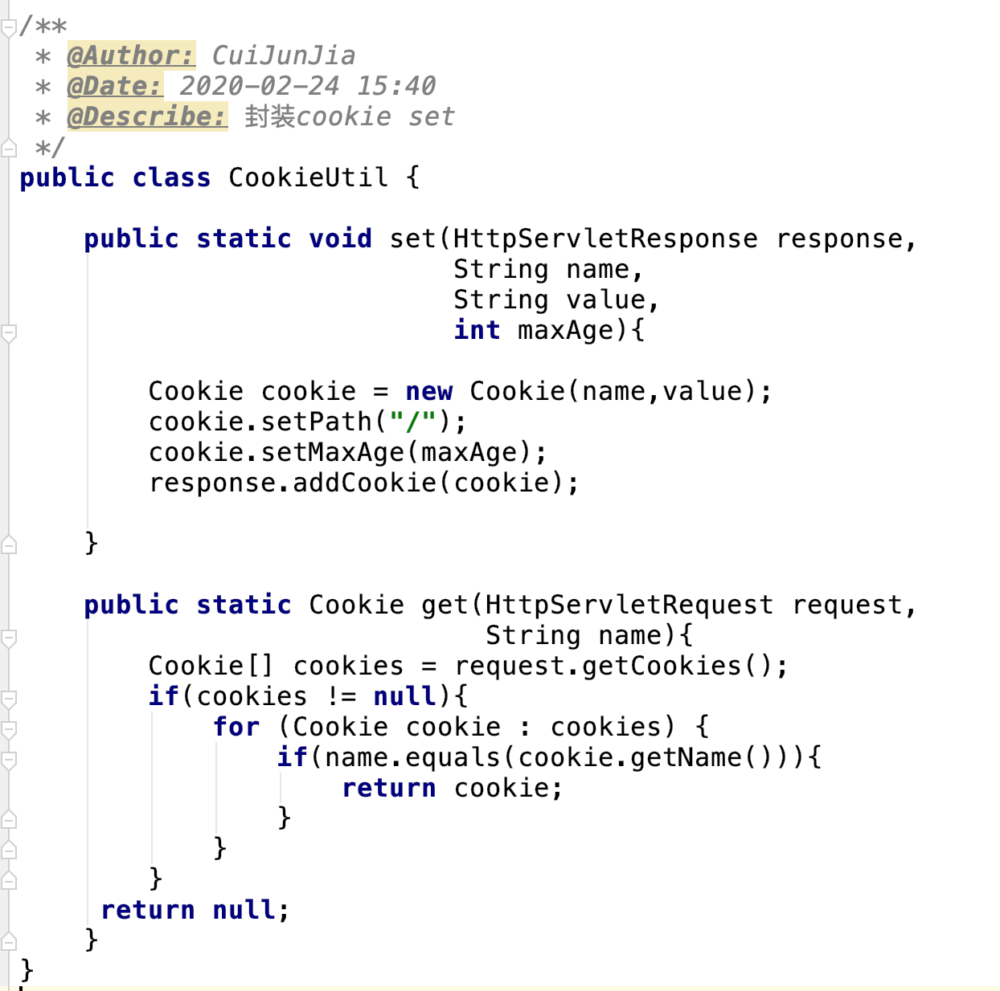 /**
 * @Author: CuiJunJia
 * @Date: 2020-02-24 15:40
 * @Describe: 封装cookie set
 */
public class CookieUtil {
    public static void set(HttpServletResponse response,
                           String name,
                           String value,
                           int maxAge){
        Cookie cookie = new Cookie(name,value);
        cookie.setPath("/");
        cookie.setMaxAge(maxAge);
        response.addCookie(cookie);
    }
    public static Cookie get(HttpServletRequest request,
                             String name){
        Cookie[] cookies = request.getCookies();
        if(cookies != null){
            for (Cookie cookie : cookies) {
                if(name.equals(cookie.getName())){
                    return cookie;
                }
            }
        }
     return null;
    }
}